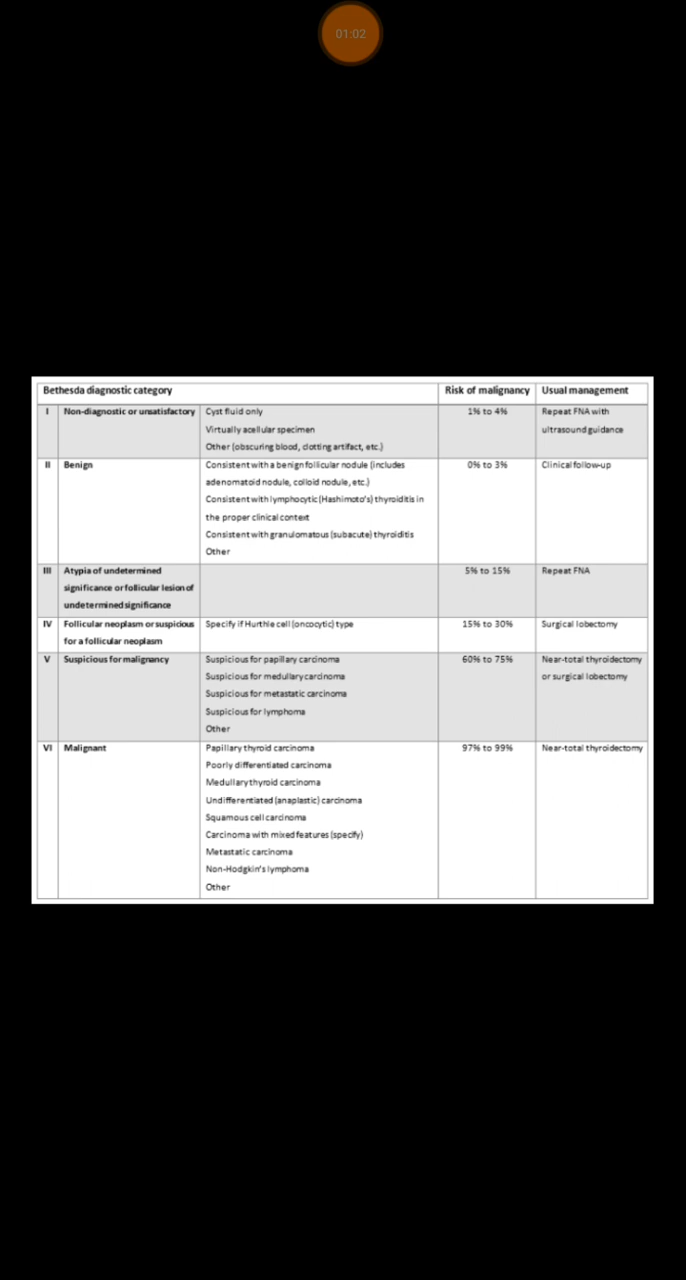 01:02
Bethesda diagnostic category Risk of malignancy Usual management
I Non-diagnostic or unsatisfactory Cyst fluid only 1% to 4% Repeat FNA with
Virtually acellular specimen ultrasound guidance
Other (obscuring blood, clotting artifact, etc.)
II Benign Consistent with a benign follicular nodule (includes 0% to 3% Clinical follow-up
adenomatoid nodule, colloid nodule, etc.)
Consistent with lymphocytic (Hashimoto's) thyroiditis in
the proper clinical context
Consistent with granulomatous (subacute) thyroiditis
Other
III Atypia of undetermined 5% to 15% Repeat FNA
significance or follicular lesion of
undetermined significance
IV Follicular neoplasm or suspicious Specify if Hurthle cell (oncocytic) type 15% to 30% Surgical lobectomy
for a follicular neoplasm
V Suspicious for malignancy Suspicious for papillary carcinoma 60% to 75% Near-total thyroidectomy
Suspicious for medullary carcinoma or surgical lobectomy
Suspicious for metastatic carcinoma
Suspicious for lymphoma
Other
VI Malignant Papillary thyroid carcinoma 97% to 99% Near-total thyroidectomy
Poorly differentiated carcinoma
Medullary thyroid carcinoma
Undifferentiated (anaplastic) carcinoma
Squamous cell carcinoma
Carcinoma with mixed features (specify)
Metastatic carcinoma
Non-Hodgkin's lymphoma
Other